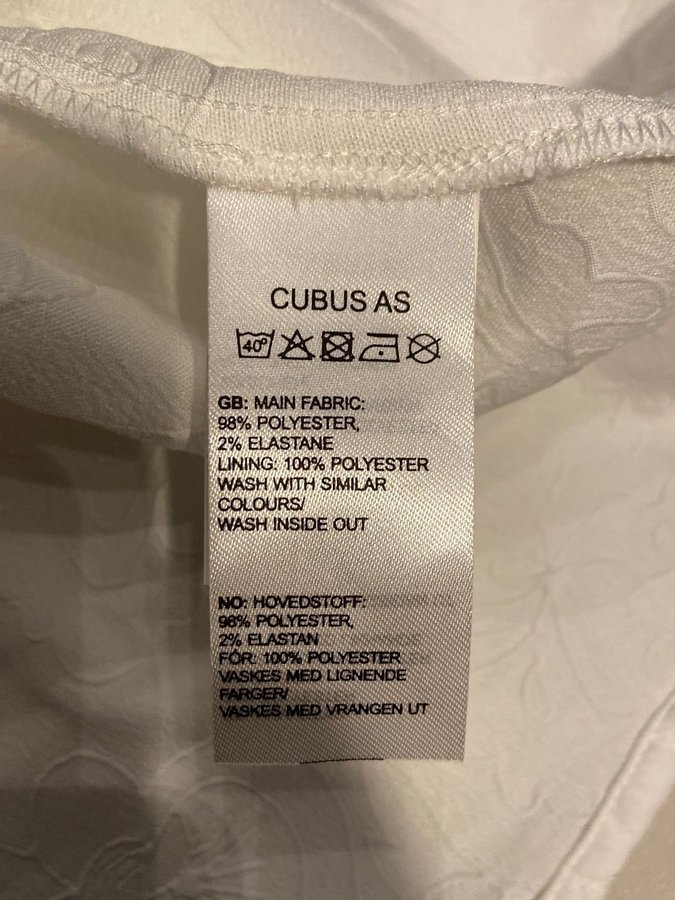 CUBUS AS
40°
GB: MAIN FABRIC:
98% POLYESTER,
2% ELASTANE
LINING: 100% POLYESTER
WASH WITH SIMILAR
COLOURS/
WASH INSIDE OUT
NO: HOVEDSTOFF:
98% POLYESTER,
2% ELASTAN
FÓR: 100% POLYESTER
VASKES MED LIGNENDE
FARGER/
VASKES MED VRANGEN UT